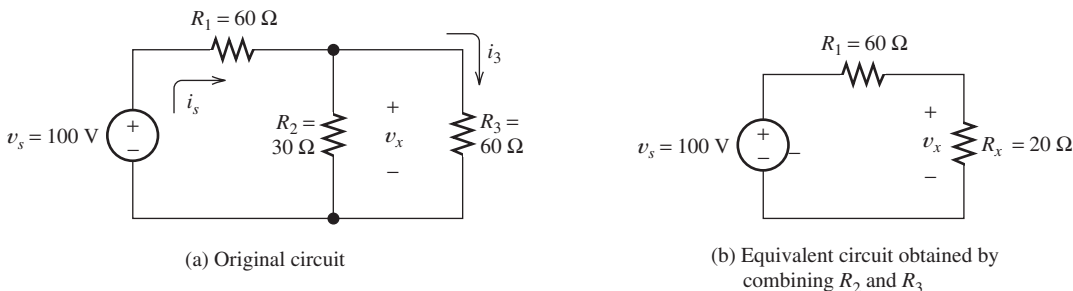 R₁ = 60 Ω
i₃
iₛ
vₛ = 100 V
+
−
R₂ =
30 Ω
+
vₓ
−
R₃ =
60 Ω
(a) Original circuit
R₁ = 60 Ω
vₛ = 100 V
+
−
−
+
vₓ
−
Rₓ = 20 Ω
(b) Equivalent circuit obtained by
combining R₂ and R₃